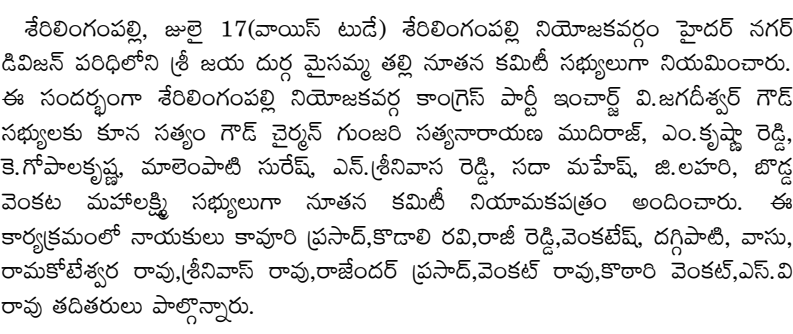 శేరిలింగంపల్లి, జులై 17(వాయిస్ టుడే) శేరిలింగంపల్లి నియోజకవర్గం హైదర్ నగర్
డివిజన్ పరిధిలోని శ్రీ జయ దుర్గ మైసమ్మ తల్లి నూతన కమిటీ సభ్యులుగా నియమించారు.
ఈ సందర్భంగా శేరిలింగంపల్లి నియోజకవర్గ కాంగ్రెస్ పార్టీ ఇంచార్జ్ వి.జగదీశ్వర్ గౌడ్
సభ్యులకు కూన సత్యం గౌడ్ చైర్మన్ గుంజరి సత్యనారాయణ ముదిరాజ్, ఎం.కృష్ణా రెడ్డి,
కె.గోపాలకృష్ణ, మాలెంపాటి సురేష్, ఎన్.శ్రీనివాస రెడ్డి, సదా మహేష్, జి.లహరి, బొడ్డ
వెంకట మహాలక్ష్మి సభ్యులుగా నూతన కమిటీ నియామకపత్రం అందించారు. ఈ
కార్యక్రమంలో నాయకులు కావూరి ప్రసాద్,కొడాలి రవి,రాజీ రెడ్డి,వెంకటేష్, దగ్గిపాటి, వాసు,
రామకోటేశ్వర రావు,శ్రీనివాస్ రావు,రాజేందర్ ప్రసాద్,వెంకట్ రావు,కొఠారి వెంకట్,ఎస్.వి
రావు తదితరులు పాల్గొన్నారు.